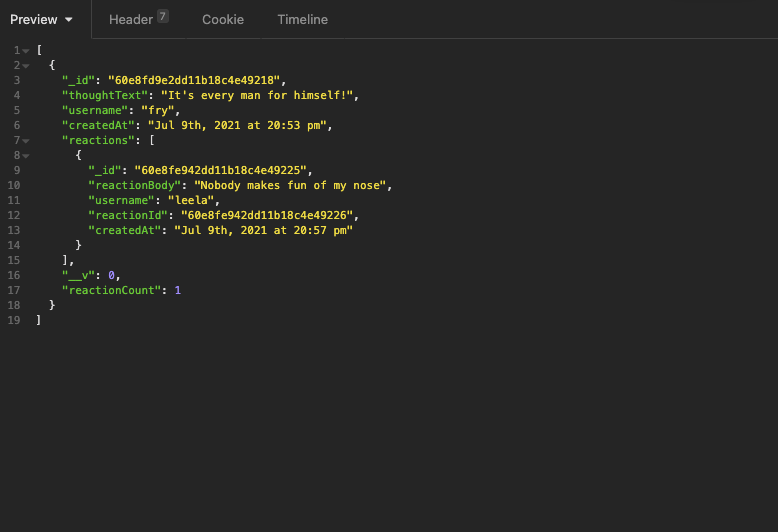 Preview Header 7 Cookie Timeline
1 [
2 {
3 "_id": "60e8fd9e2dd11b18c4e49218",
4 "thoughtText": "It's every man for himself!",
5 "username": "fry",
6 "createdAt": "Jul 9th, 2021 at 20:53 pm",
7 "reactions": [
8 {
9 "_id": "60e8fe942dd11b18c4e49225",
10 "reactionBody": "Nobody makes fun of my nose",
11 "username": "leela",
12 "reactionId": "60e8fe942dd11b18c4e49226",
13 "createdAt": "Jul 9th, 2021 at 20:57 pm"
14 }
15 ],
16 "__v": 0,
17 "reactionCount": 1
18 }
19 ]